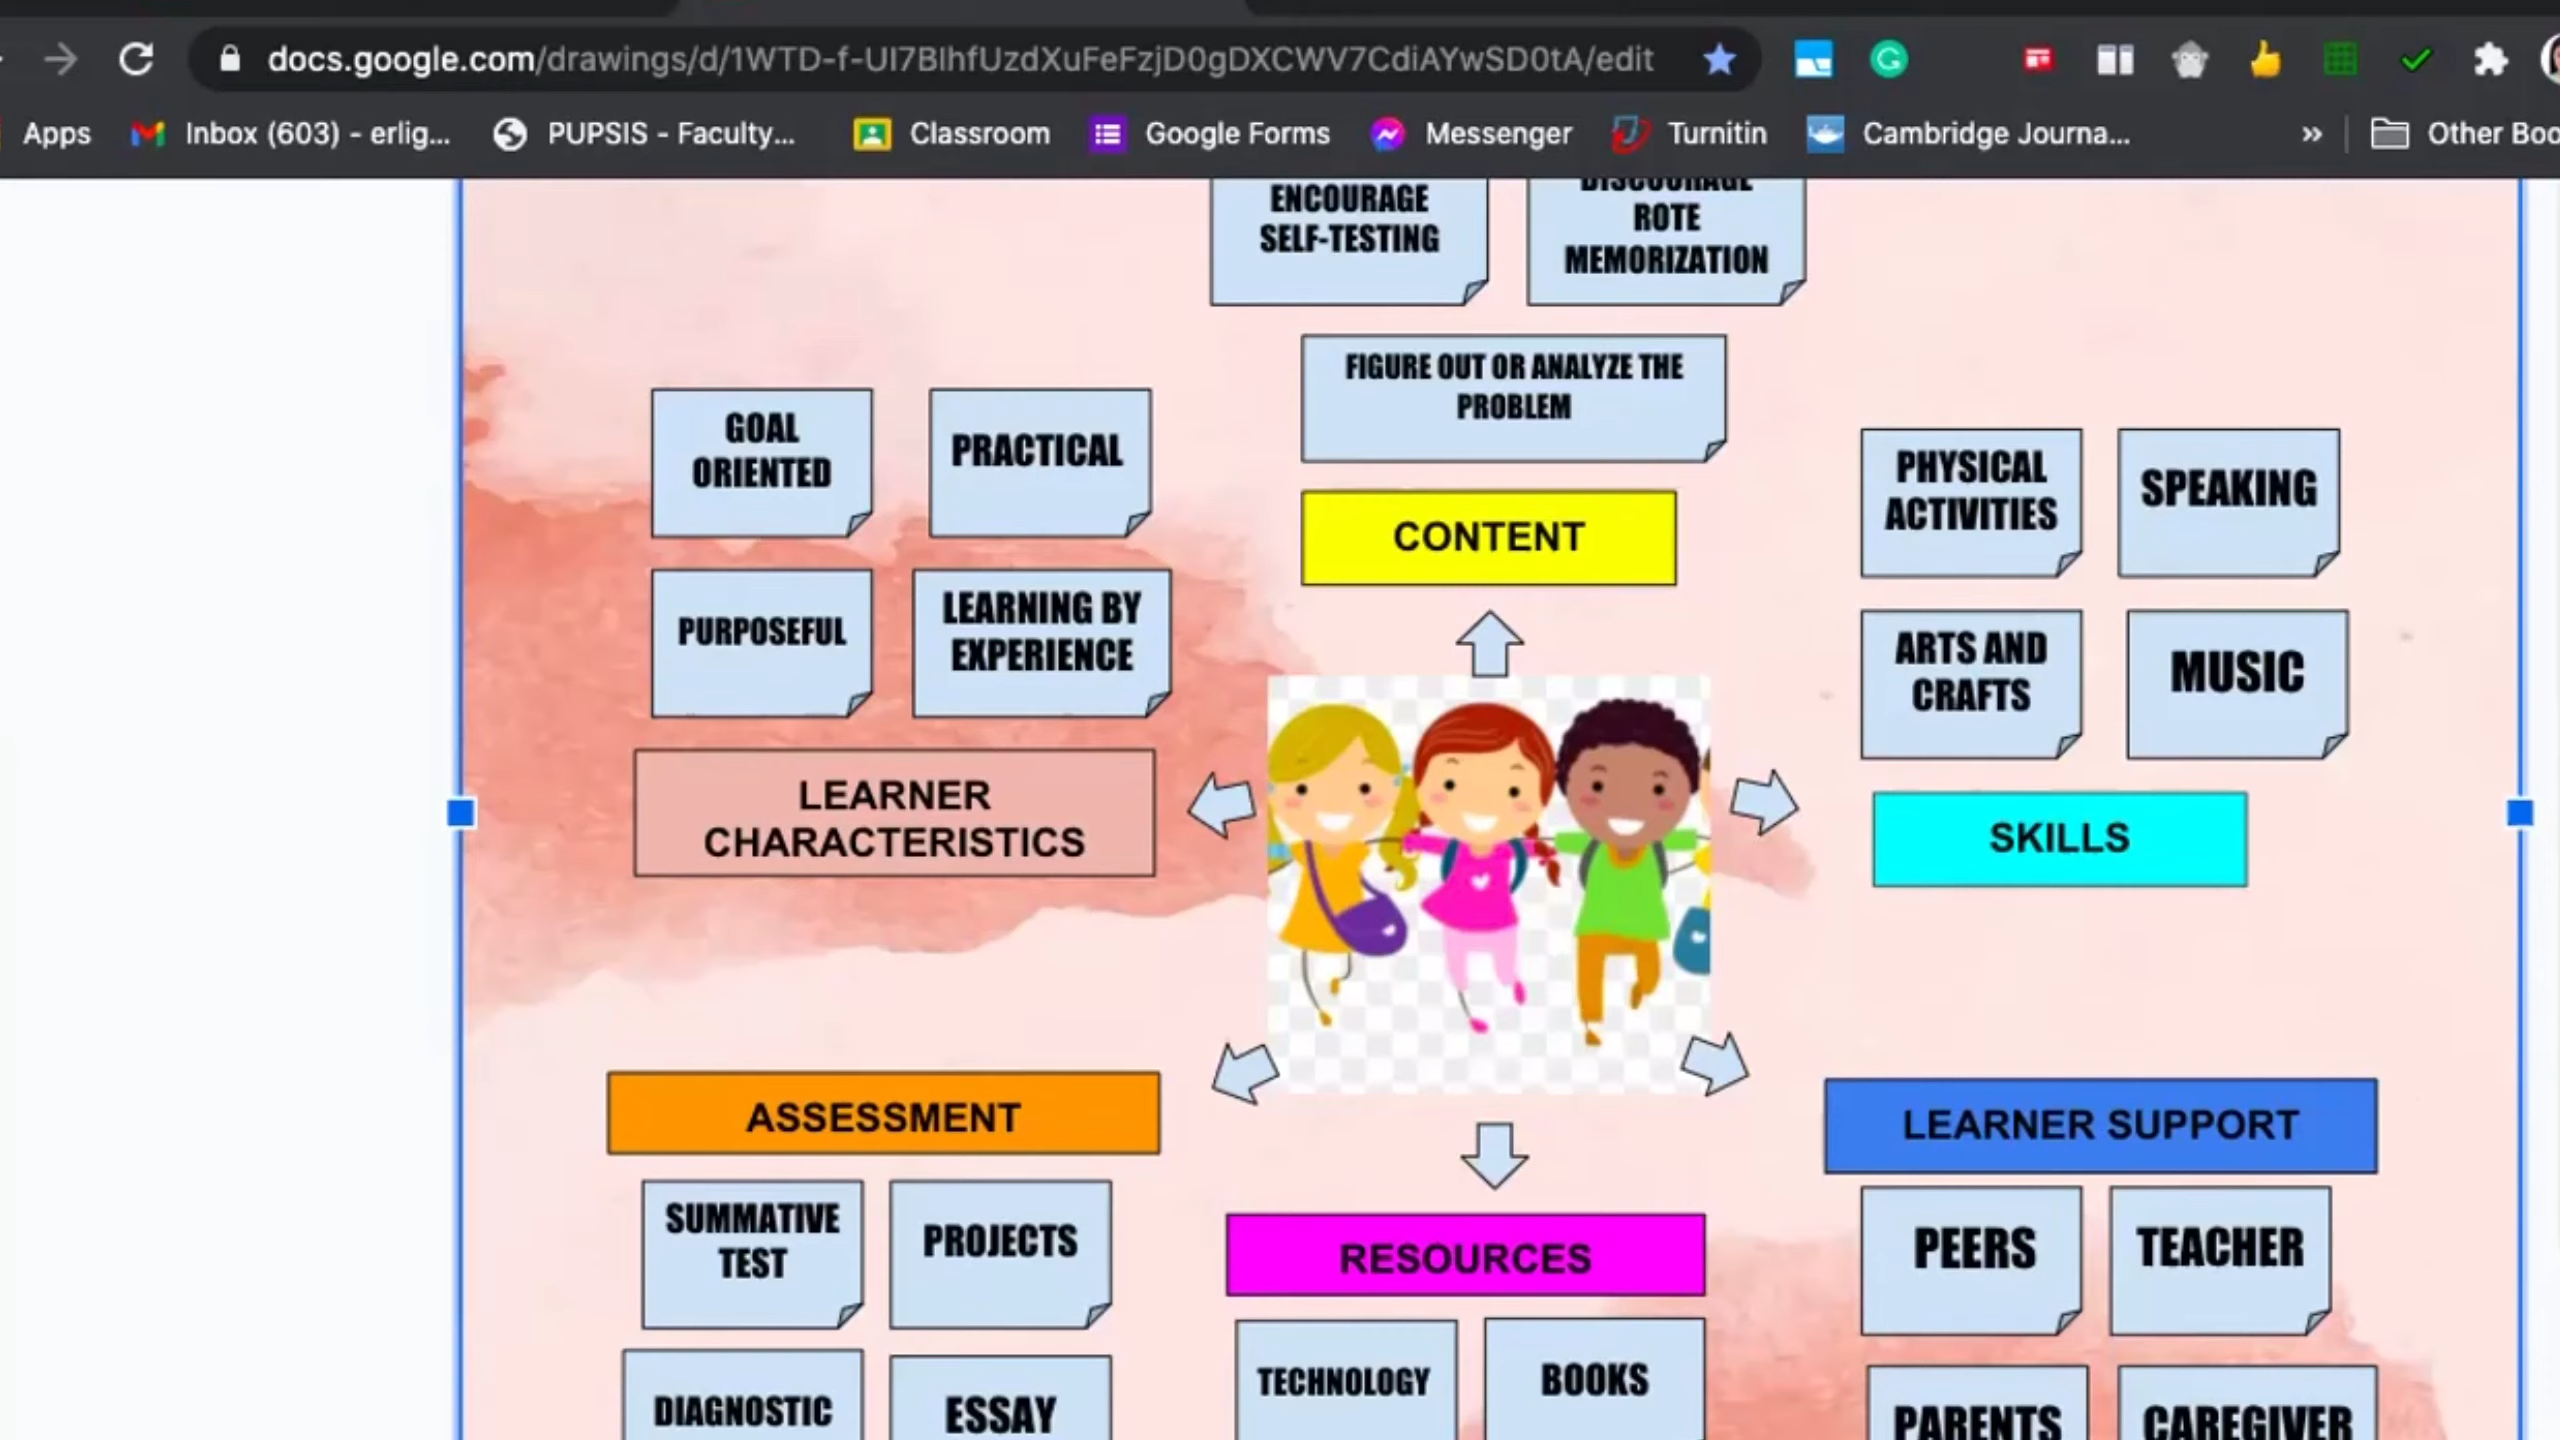 docs.google.com/drawings/d/1WTD-f-UI7BIhfUzdXuFeFzjD0gDXCWV7CdiAYwSD0tA/edit
Apps
Inbox (603) - erlig...
PUPSIS - Faculty...
Classroom
Google Forms
Messenger
Turnitin
Cambridge Journa...
»
Other Boo
ENCOURAGE
SELF-TESTING
DISCOURAGE
ROTE
MEMORIZATION
FIGURE OUT OR ANALYZE THE
PROBLEM
GOAL
ORIENTED
PRACTICAL
PURPOSEFUL
LEARNING BY
EXPERIENCE
CONTENT
PHYSICAL
ACTIVITIES
SPEAKING
ARTS AND
CRAFTS
MUSIC
LEARNER
CHARACTERISTICS
SKILLS
ASSESSMENT
SUMMATIVE
TEST
PROJECTS
DIAGNOSTIC
ESSAY
RESOURCES
TECHNOLOGY
BOOKS
LEARNER SUPPORT
PEERS
TEACHER
PARENTS
CAREGIVER